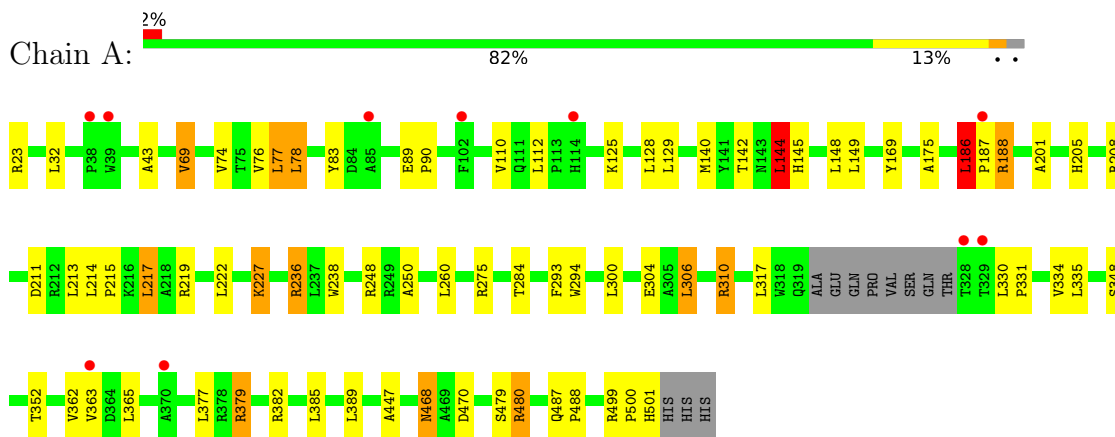 2%
Chain A:
82% 13% • •
R23 L32 P38 W39 A43 V69 V74 T75 V76 L77 L78 Y83 D84 A85 E89 P90 F102 V110 Q111 L112 P113 H114 K125 L128 L129 M140 Y141 T142 N143 L144 H145 L148 L149 Y169 A175 L186 P187 R188 A201 H205
D211 R212 L213 L214 P215 K216 L217 A218 R219 L222 K227 R236 L237 W238 R248 R249 A250 L260 R275 T284 F293 W294 L300 E304 A305 L306 R310 L317 W318 Q319 ALA GLU GLN PRO VAL SER GLN THR T328 T329 L330 P331 V334 L335 S348
T352 V362 V363 D364 L365 A370 L377 R378 R379 R382 L385 L389 A447 N468 A469 D470 S479 R480 Q487 P488 R499 P500 H501 HIS HIS HIS